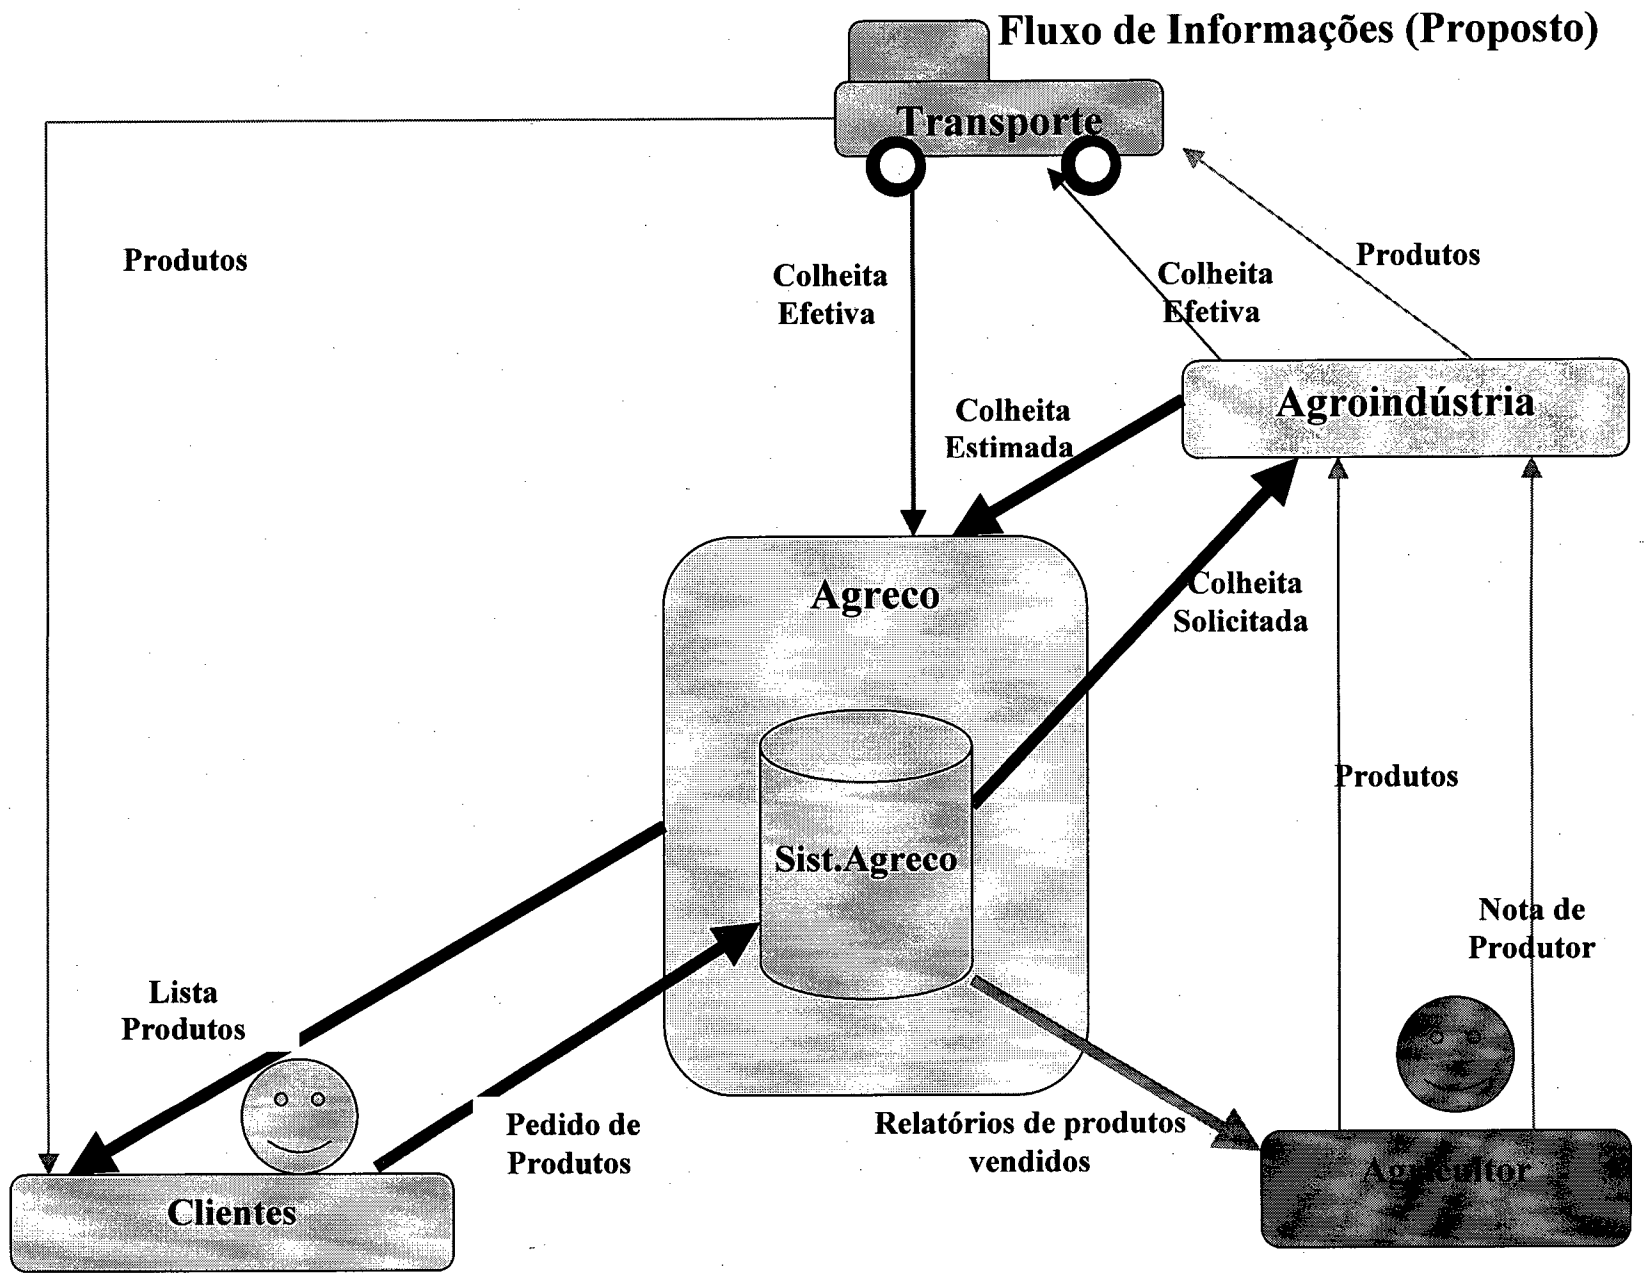 Fluxo de Informações (Proposto)
Transporte
Produtos
Colheita
Efetiva
Colheita
Efetiva
Produtos
Agroindústria
Colheita
Estimada
Agreco
Colheita
Solicitada
Produtos
Sist.Agreco
Nota de
Produtor
Lista
Produtos
Pedido de
Produtos
Relatórios de produtos
vendidos
Agricultor
Clientes